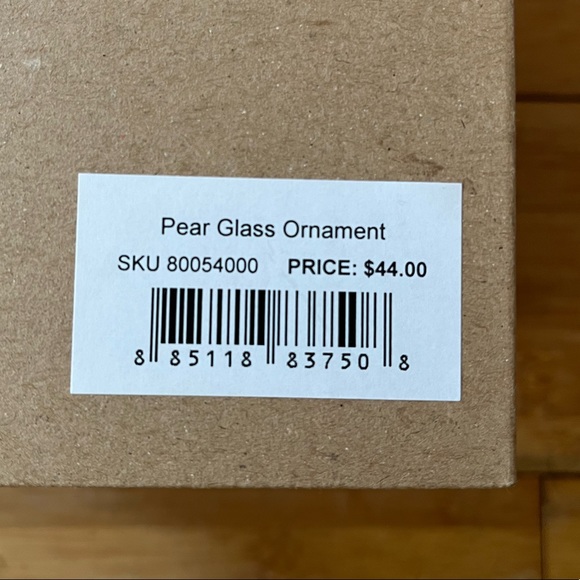 Pear Glass Ornament
SKU 80054000 PRICE: $44.00
8 85118 83750 8